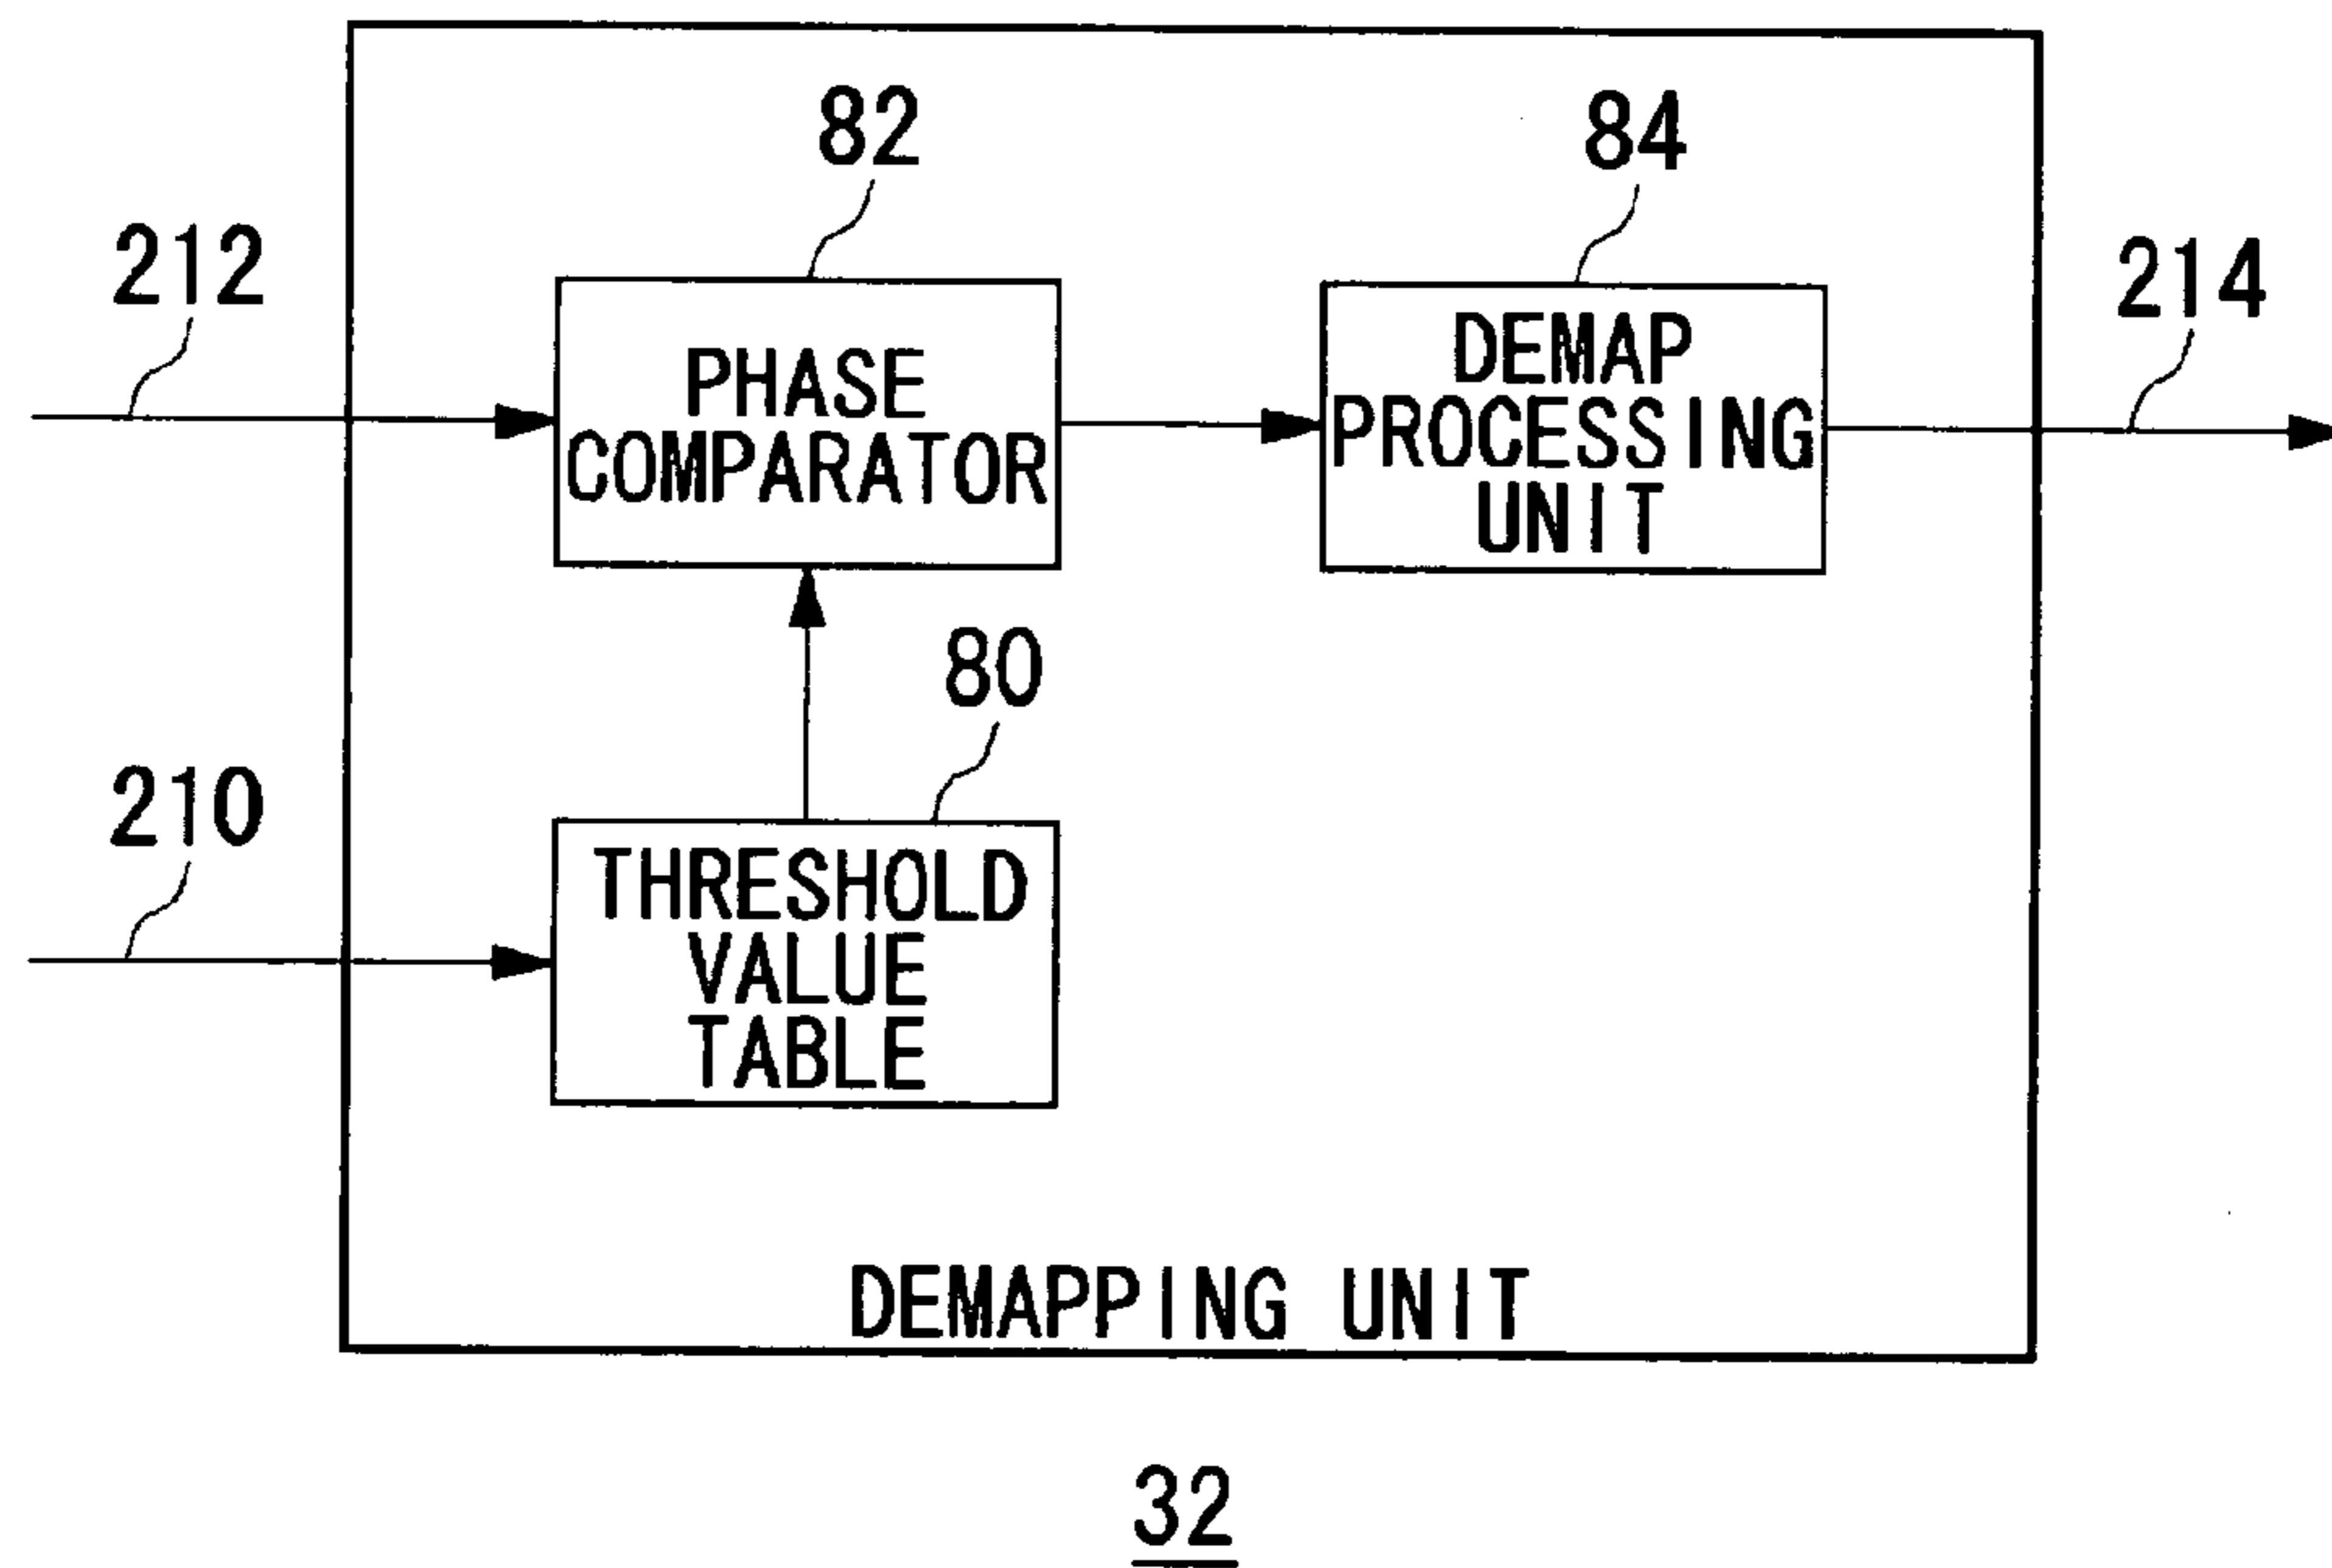 82
84
212
214
PHASE
COMPARATOR
DEMAP
PROCESSING
UNIT
80
210
THRESHOLD
VALUE
TABLE
DEMAPPING UNIT
32